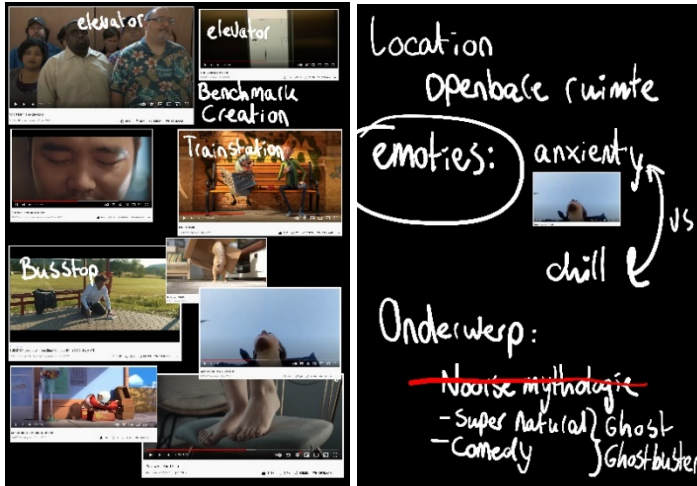 elevator
elevator
Benchmark
Creation
Trainstation
Busstop
Location
Openbare ruimte
emoties:
anxienty
vs
chill
Onderwerp:
Noorse mythologie
- Super natural } Ghost
- Comedy } Ghostbuster